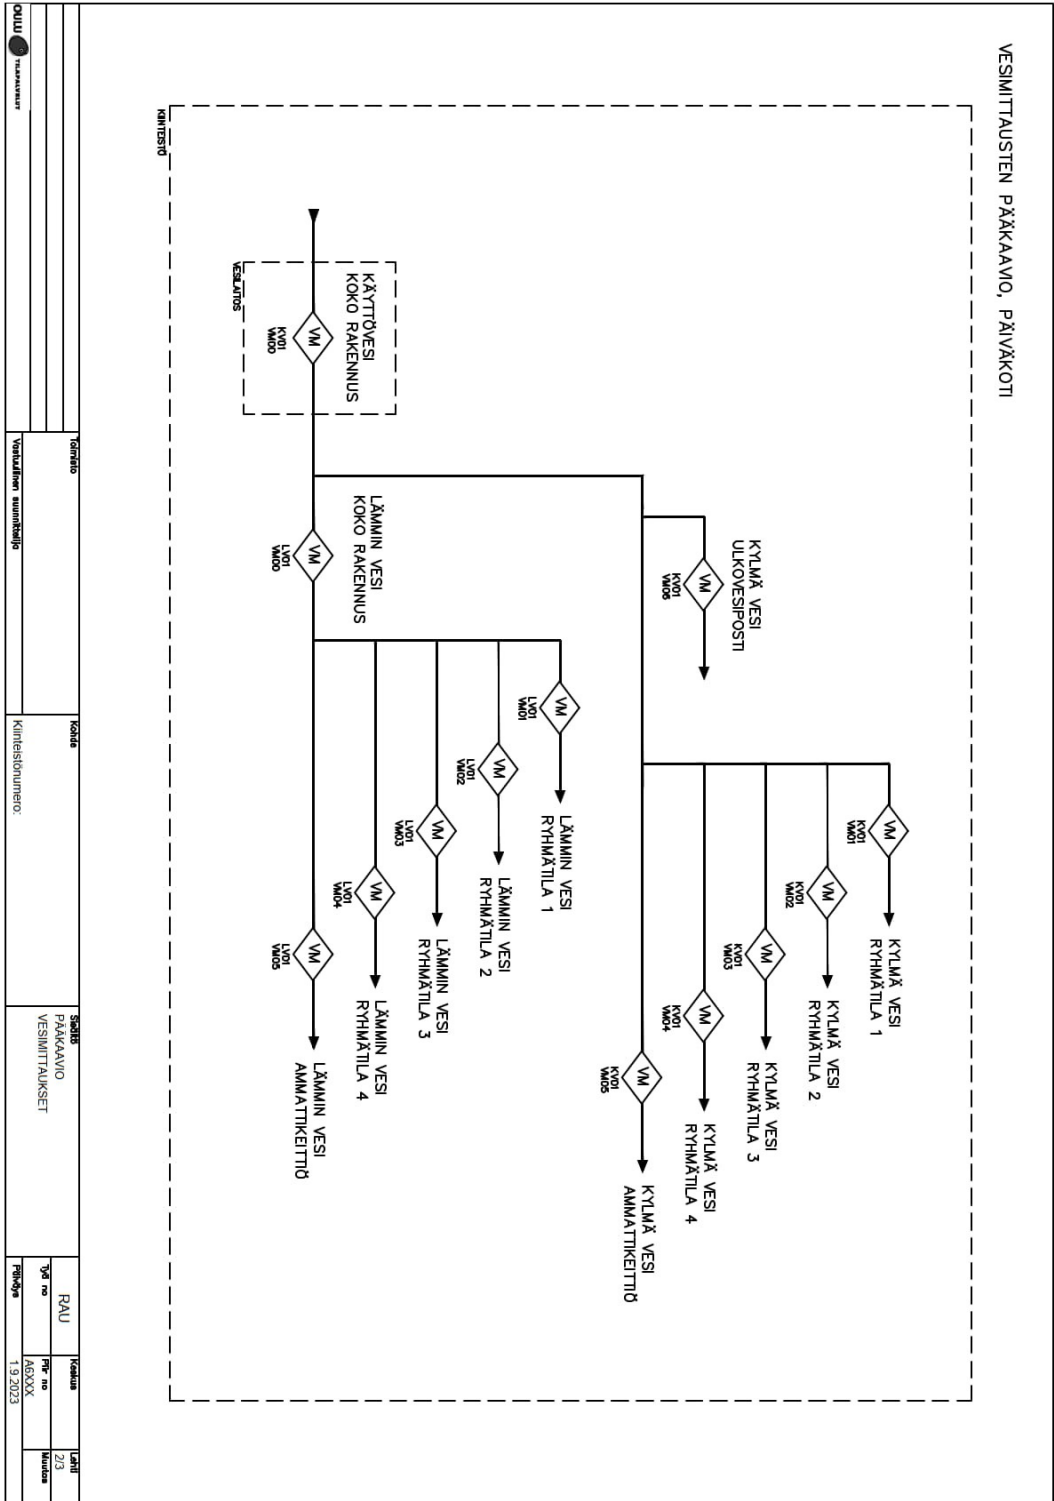 VESIMITTAUSTEN PÄÄKAAVIO, PÄIVÄKOTI
KYLMÄ VESI
RYHMÄTILA 1
VM
KV01
VM01
KYLMÄ VESI
RYHMÄTILA 2
VM
KV01
VM02
KYLMÄ VESI
RYHMÄTILA 3
VM
KV01
VM03
KYLMÄ VESI
ULKOVESIPOSTI
VM
KV01
VM06
KYLMÄ VESI
RYHMÄTILA 4
VM
KV01
VM04
KYLMÄ VESI
AMMATTIKEITTIÖ
VM
KV01
VM05
LÄMMIN VESI
RYHMÄTILA 1
VM
LV01
VM01
LÄMMIN VESI
RYHMÄTILA 2
VM
LV01
VM02
LÄMMIN VESI
RYHMÄTILA 3
VM
LV01
VM03
LÄMMIN VESI
RYHMÄTILA 4
VM
LV01
VM04
KÄYTTÖVESI
KOKO RAKENNUS
VM
KV01
VM00
VESILAITOS
LÄMMIN VESI
KOKO RAKENNUS
VM
LV01
VM00
LÄMMIN VESI
AMMATTIKEITTIÖ
VM
LV01
VM05
KIINTEISTÖ
OULU TILAPALVELUT
Toimisto
Vastuullinen suunnittelija
Kohde
Kiinteistönumero:
Sisältö
PÄÄKAAVIO
VESIMITTAUKSET
RAU
Keskus
Lehti
2/3
Työ no
Piir no
A6XXX
Muutos
Päiväys
1.9.2023